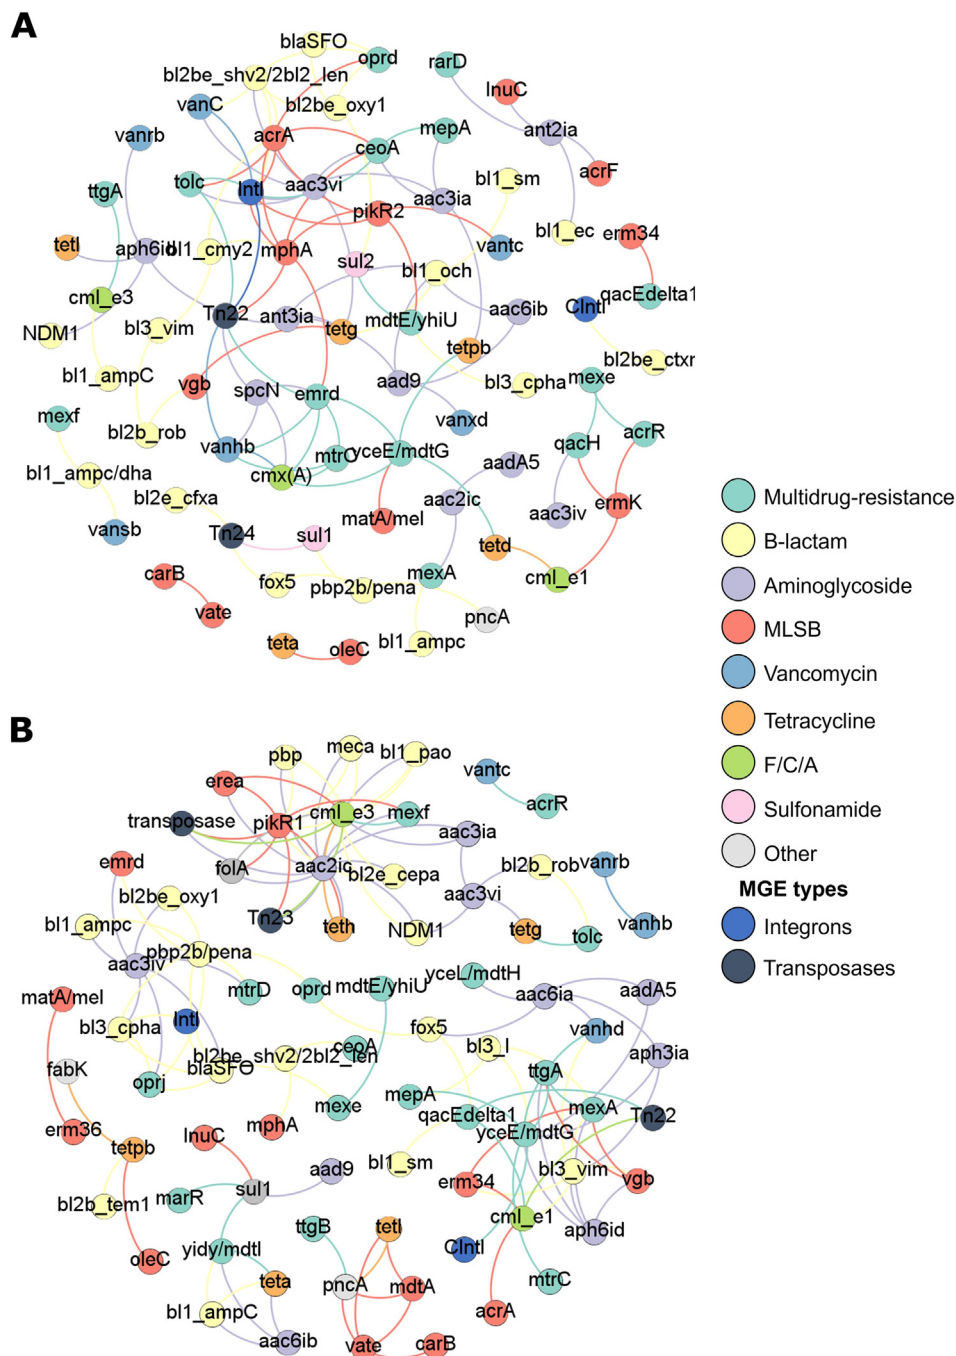 A
blaSFO
oprd
rarD
bl2be_shv2/2bl2_len
lnuC
vanC
bl2be_oxy1
vanrb
acrA
mepA
ant2ia
ceoA
acrF
ttgA
tolc
IntI
aac3vi
bl1_sm
aac3ia
pikR2
tetl
aph6id
bl1_cmy2
mphA
vantc
bl1_ec
erm34
sul2
bl1_och
cml_e3
CIntI
qacEdelta1
NDM1
bl3_vim
Tn22
ant3ia
tetg
mdtE/yhiU
aac6ib
tetpb
bl2be_ctxr
bl1_ampC
vgb
spcN
emrd
aad9
bl3_cpha
mexe
mexf
bl2b_rob
vanhb
mtrC
yceE/mdtG
vanxd
qacH
acrR
bl1_ampc/dha
cmx(A)
aadA5
bl2e_cfxa
aac2ic
aac3iv
ermK
vansb
Tn24
sul1
matA/mel
tetd
carB
fox5
pbp2b/pena
mexA
cml_e1
vate
pncA
teta
oleC
bl1_ampc
Multidrug-resistance
B-lactam
Aminoglycoside
MLSB
Vancomycin
Tetracycline
F/C/A
Sulfonamide
Other
MGE types
Integrons
Transposases
B
pbp
meca
bl1_pao
erea
vantc
transposase
pikR1
cml_e3
mexf
acrR
aac3ia
emrd
folA
aac2ic
bl2e_cepa
bl2b_rob
vanrb
bl2be_oxy1
aac3vi
bl1_ampc
Tn23
teth
NDM1
tetg
tolc
vanhb
aac3iv
pbp2b/pena
matA/mel
mtrD
oprd
mdtE/yhiU
yceL/mdtH
aac6ia
aadA5
bl3_cpha
IntI
fox5
vanhd
fabK
oprj
blaSFO
bl2be_shv2/2bl2_len
ceoA
bl3_l
ttgA
aph3ia
erm36
mphA
mexe
mepA
qacEdelta1
mexA
Tn22
tetpb
lnuC
yceE/mdtG
bl2b_tem1
marR
sul1
aad9
bl1_sm
erm34
bl3_vim
vgb
oleC
yidy/mdtl
ttgB
tetl
CIntI
cml_e1
aph6id
teta
pncA
mdtA
mtrC
bl1_ampC
acrA
aac6ib
vate
carB